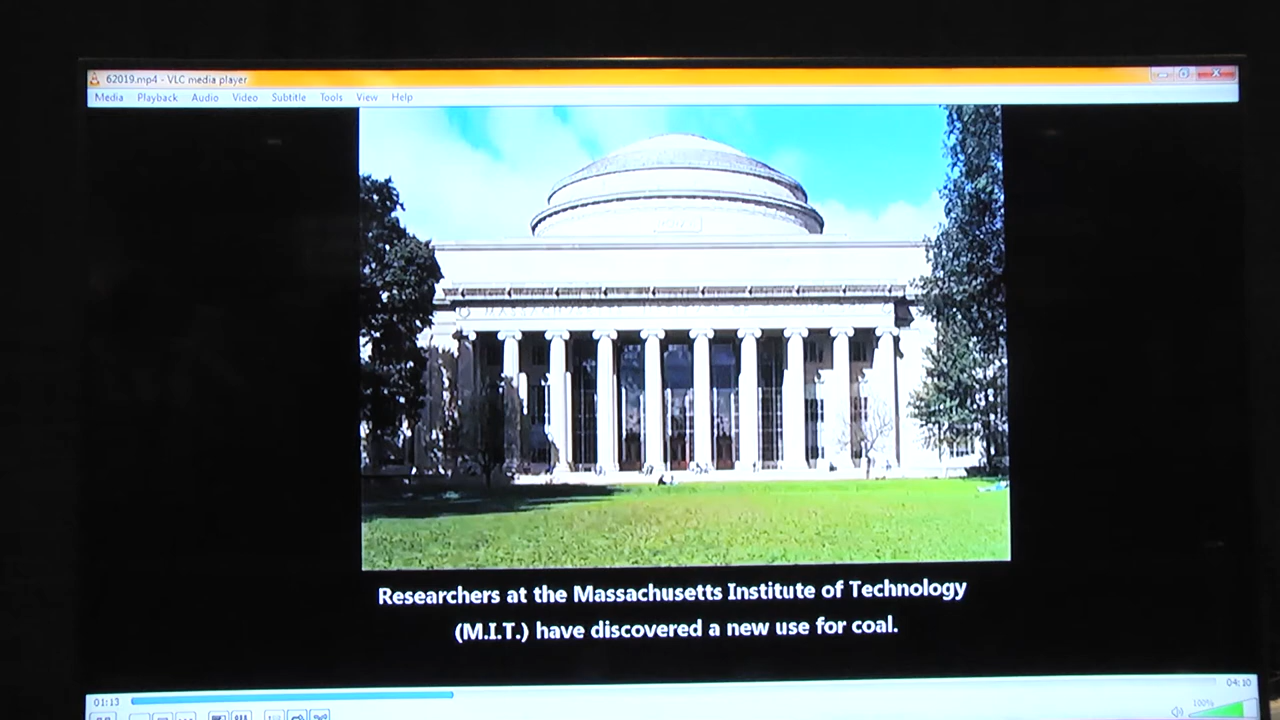 62019.mp4 - VLC media player
Media Playback Audio Video Subtitle Tools View Help
Researchers at the Massachusetts Institute of Technology
(M.I.T.) have discovered a new use for coal.
01:13
04:10
100%